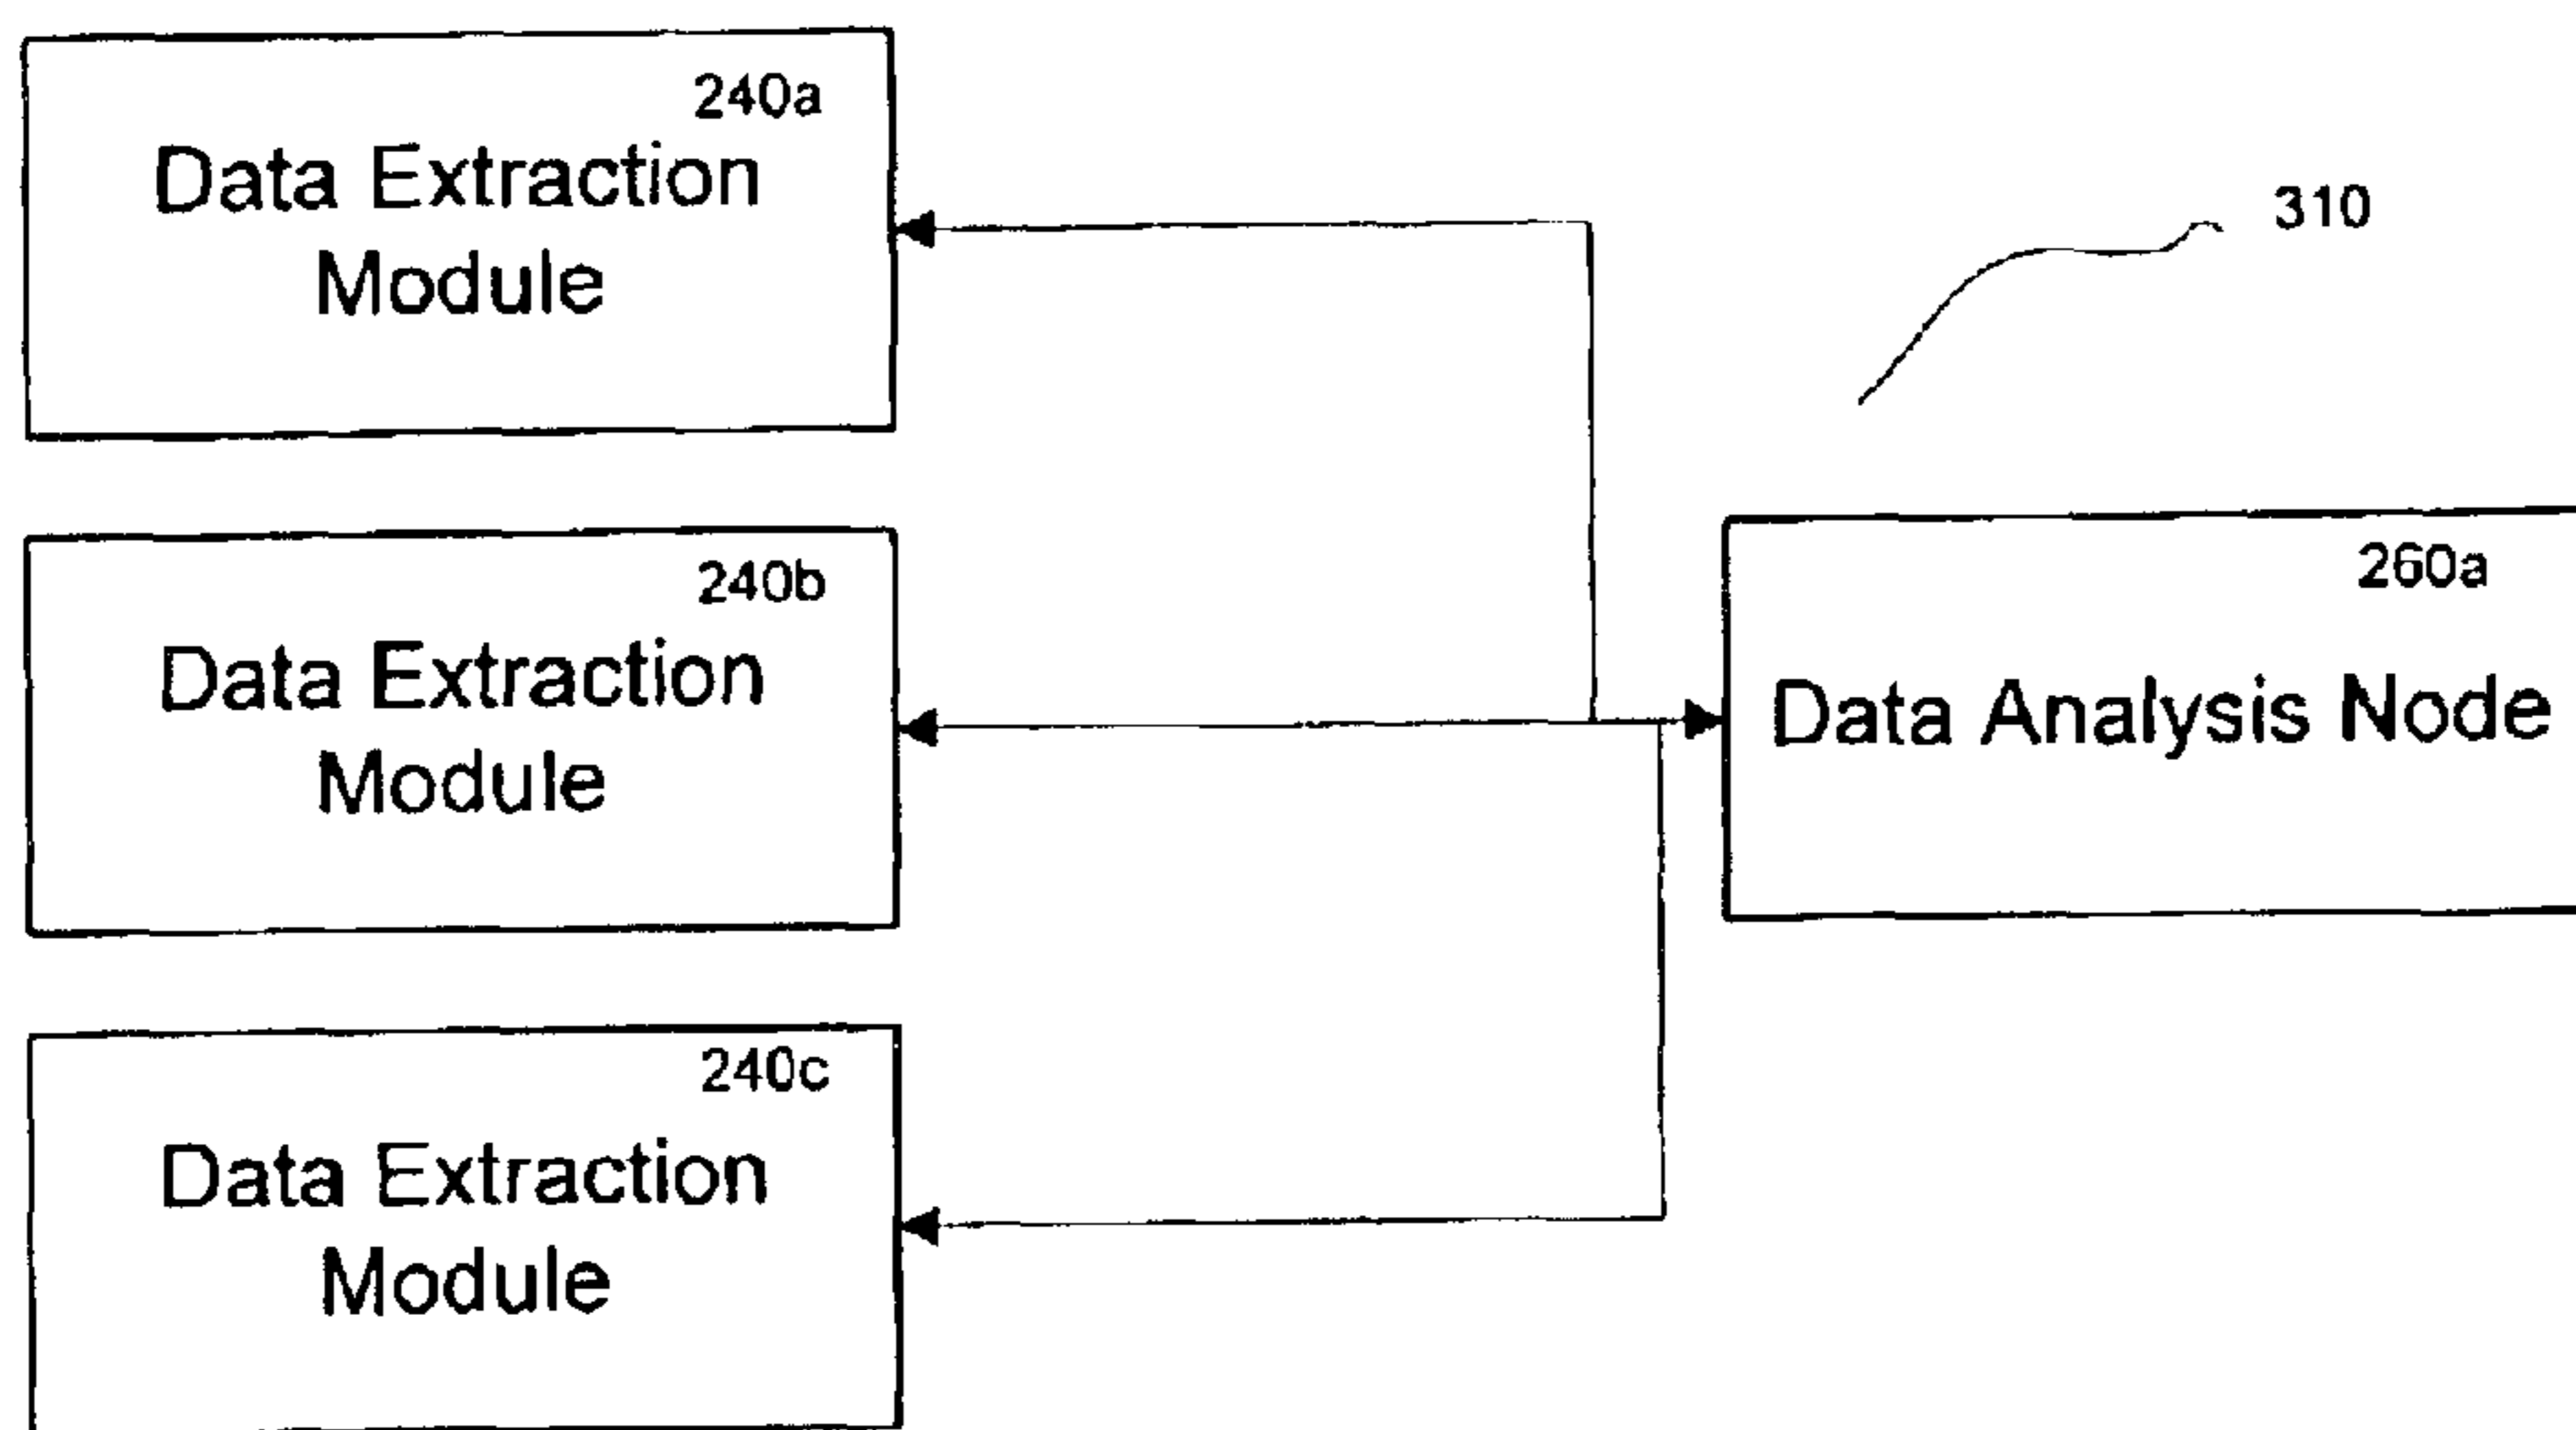 240a
Data Extraction
Module
310
240b
Data Extraction
Module
260a
Data Analysis Node
240c
Data Extraction
Module